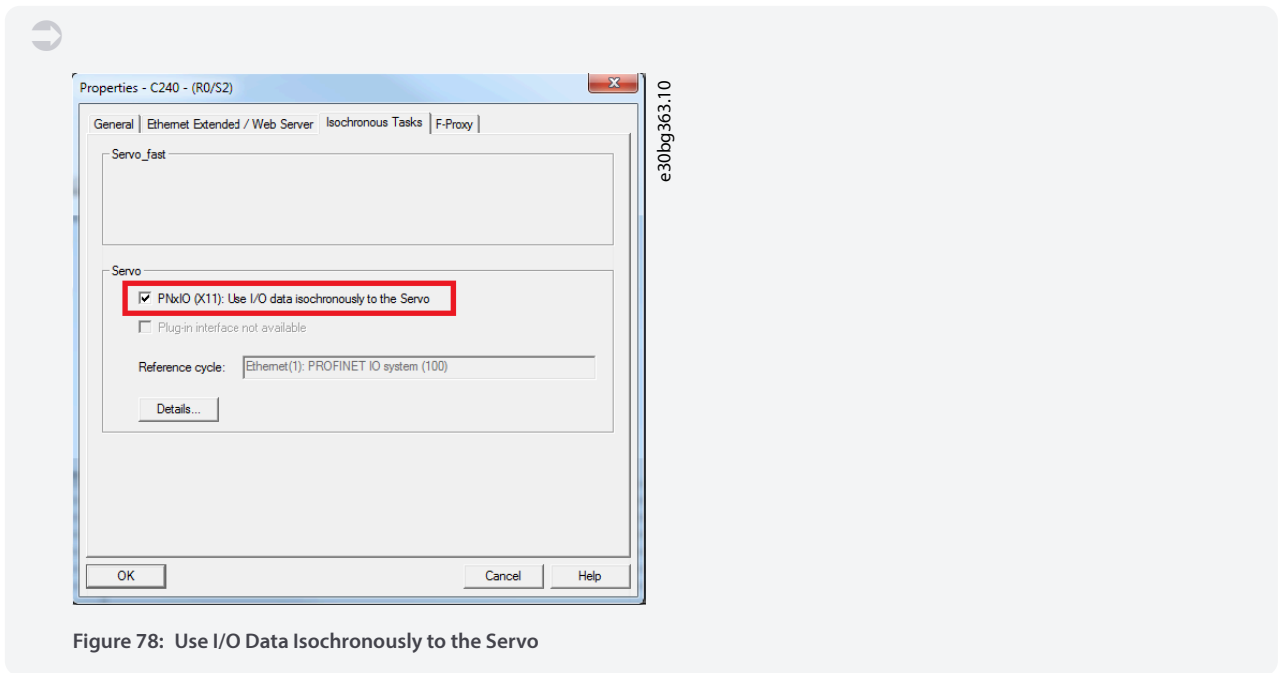 Properties - C240 - (R0/S2)
General
Ethernet Extended / Web Server
Isochronous Tasks
F-Proxy
Servo_fast
Servo
PNxIO (X11): Use I/O data isochronously to the Servo
Plug-in interface not available
Reference cycle:
Ethernet(1): PROFINET IO system (100)
Details...
OK
Cancel
Help
e30bg363.10
Figure 78: Use I/O Data Isochronously to the Servo